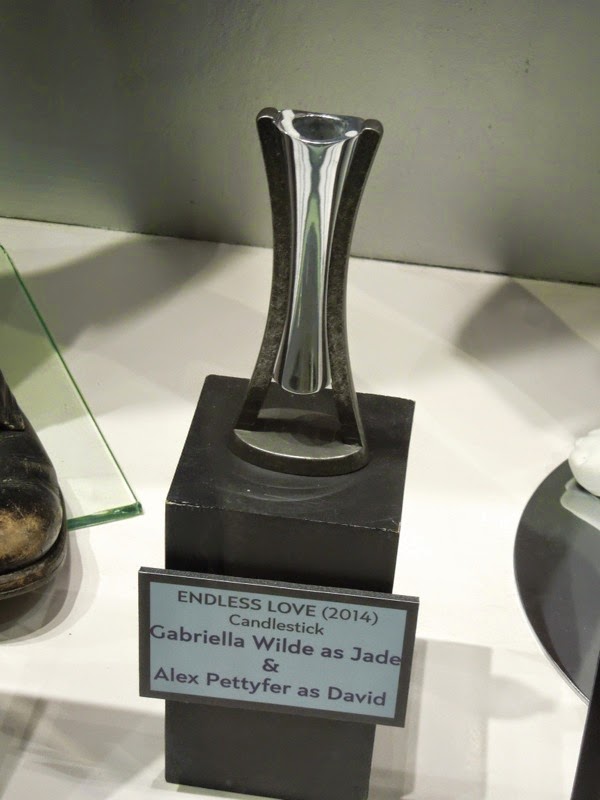 ENDLESS LOVE (2014)
Candlestick
Gabriella Wilde as Jade
&
Alex Pettyfer as David